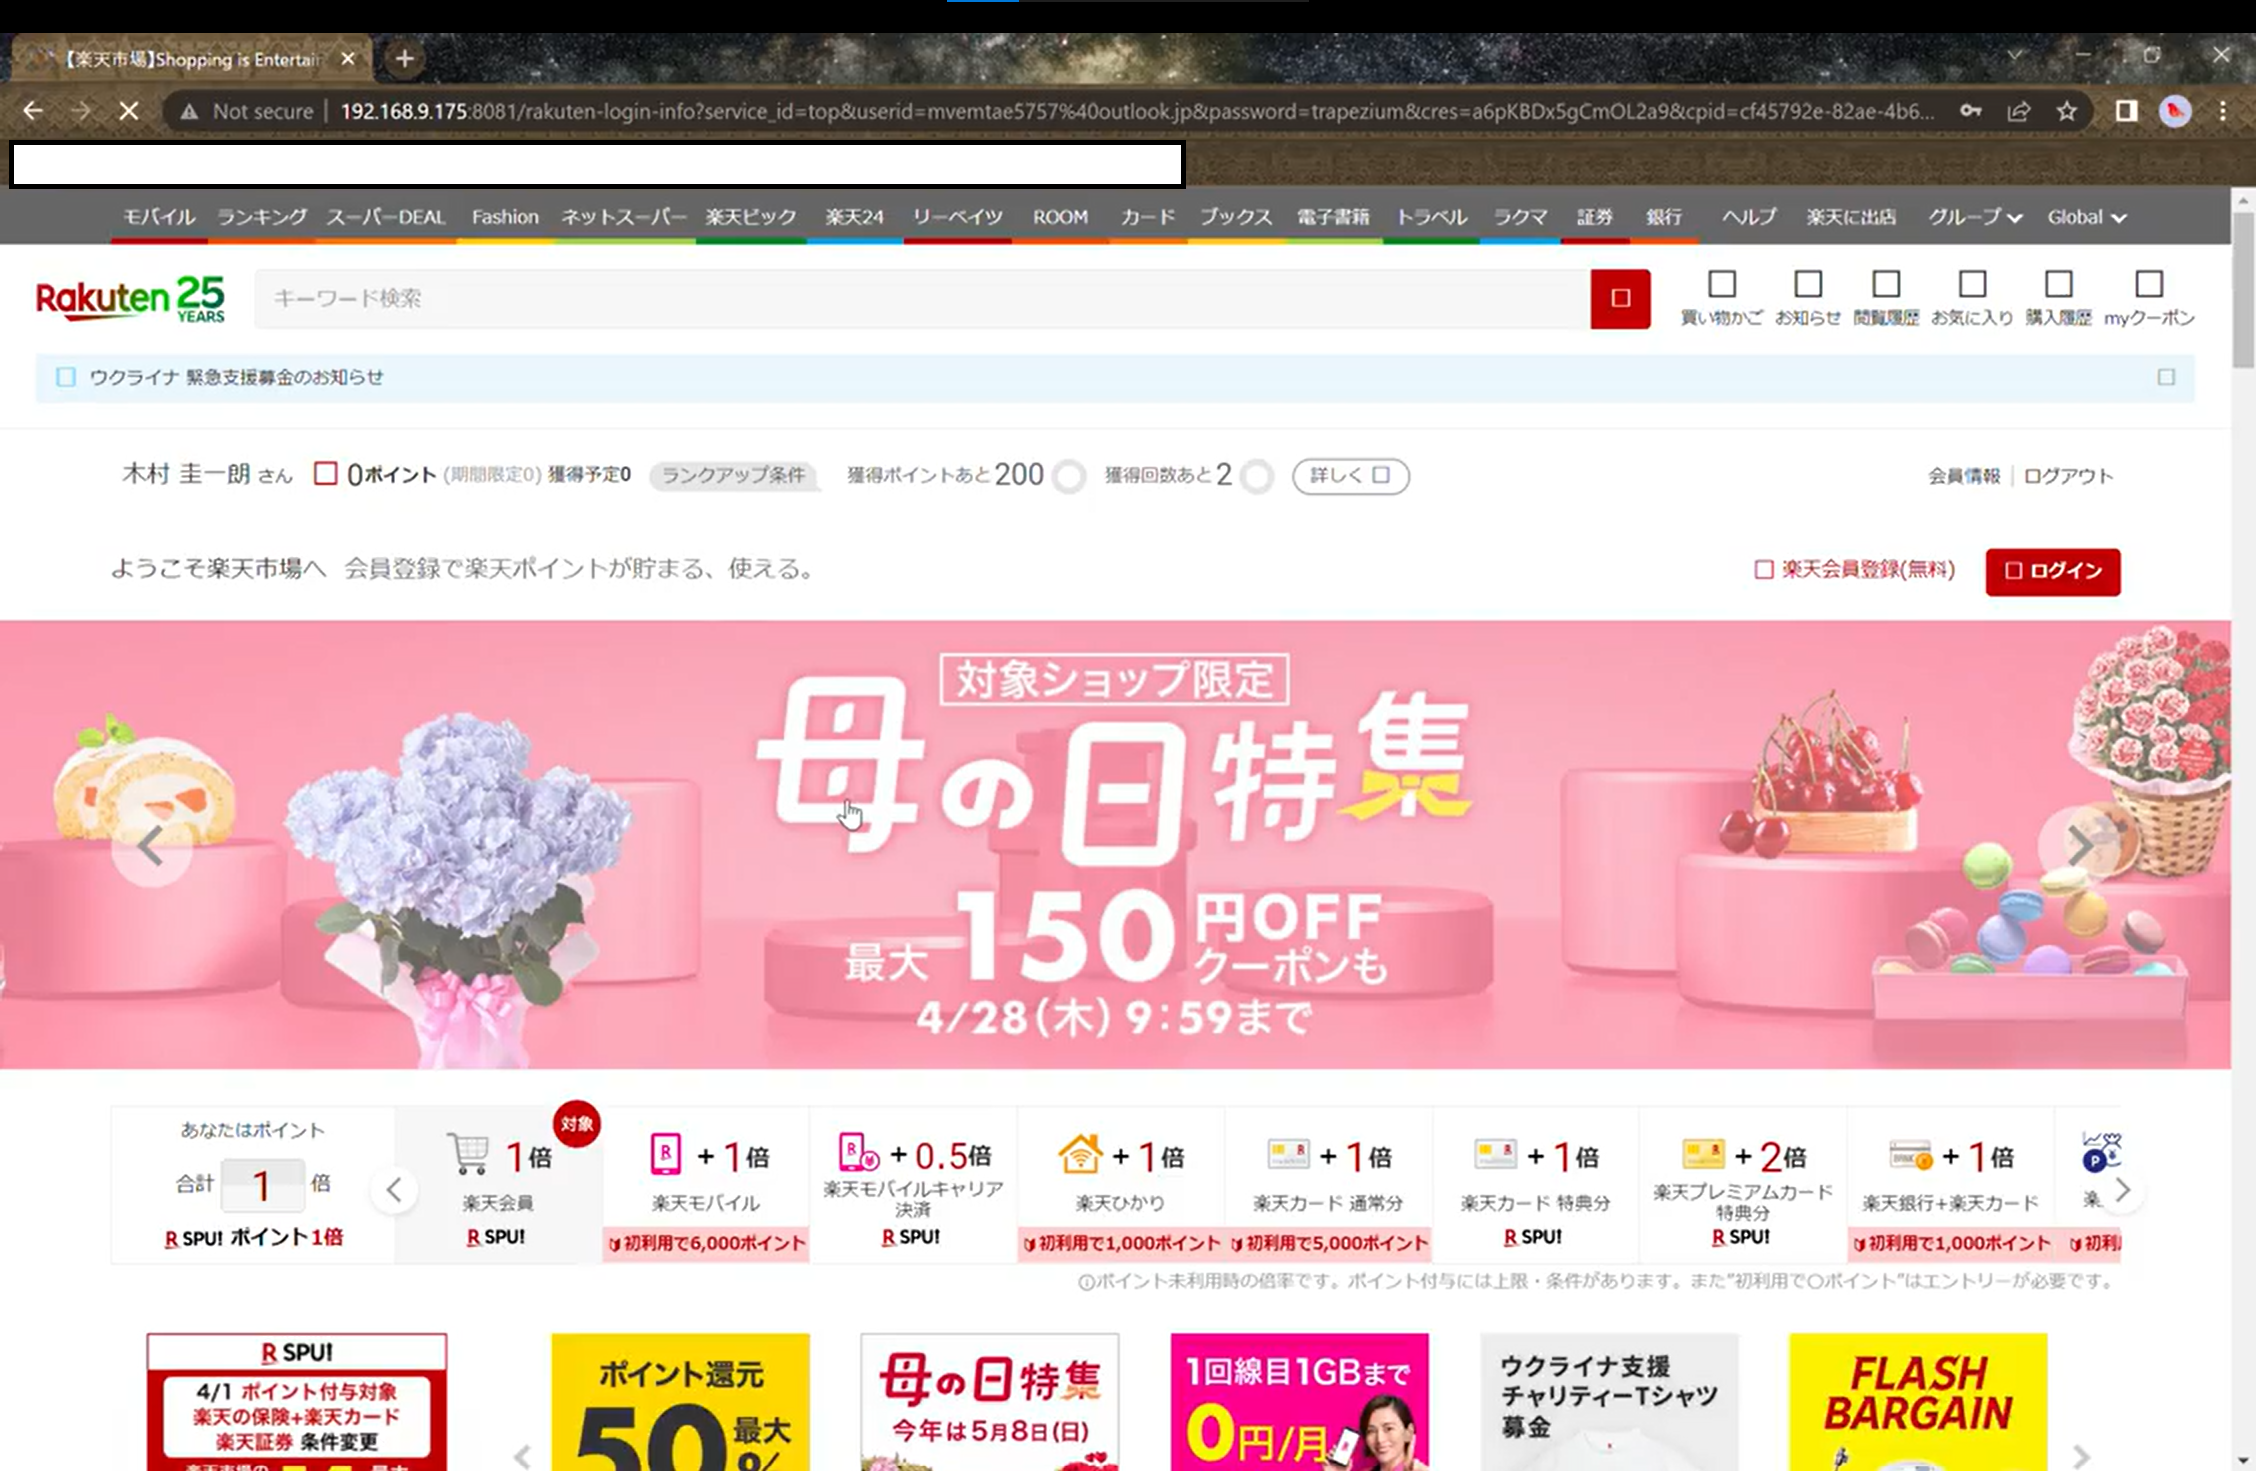 【楽天市場】Shopping is Entertain
Not secure | 192.168.9.175:8081/rakuten-login-info?service_id=top&userid=mvemtae5757%40outlook.jp&password=trapezium&cres=a6pKBDx5gCmOL2a9&cpid=cf45792e-82ae-4b6...
モバイル ランキング スーパーDEAL Fashion ネットスーパー 楽天ビック 楽天24 リーベイツ ROOM カード ブックス 電子書籍 トラベル ラクマ 証券 銀行 ヘルプ 楽天に出店 グループ Global
Rakuten 25 YEARS キーワード検索 買い物かご お知らせ 閲覧履歴 お気に入り 購入履歴 myクーポン
ウクライナ 緊急支援募金のお知らせ
木村 圭一朗 さん 0ポイント (期間限定0) 獲得予定0 ランクアップ条件 獲得ポイントあと200 獲得回数あと2 詳しく 会員情報 | ログアウト
ようこそ楽天市場へ 会員登録で楽天ポイントが貯まる、使える。 楽天会員登録(無料) ログイン
対象ショップ限定
母の日特集
最大150円OFFクーポンも
4/28(木) 9:59まで
あなたはポイント
合計 1 倍
R SPU! ポイント1倍
対象
1倍
楽天会員
R SPU!
+1倍
楽天モバイル
初利用で6,000ポイント
+0.5倍
楽天モバイルキャリア
決済
R SPU!
+1倍
楽天ひかり
初利用で1,000ポイント
+1倍
楽天カード 通常分
初利用で5,000ポイント
+1倍
楽天カード 特典分
R SPU!
+2倍
楽天プレミアムカード
特典分
R SPU!
BANK
+1倍
楽天銀行+楽天カード
初利用で1,000ポイント
P
楽
初利
ポイント未利用時の倍率です。ポイント付与には上限・条件があります。また"初利用で〇ポイント"はエントリーが必要です。
R SPU!
4/1 ポイント付与対象
楽天の保険+楽天カード
楽天証券 条件変更
ポイント還元
最大
50%
母の日特集
今年は5月8日(日)
1回線目1GBまで
0円/月
ウクライナ支援
チャリティーTシャツ
募金
FLASH
BARGAIN